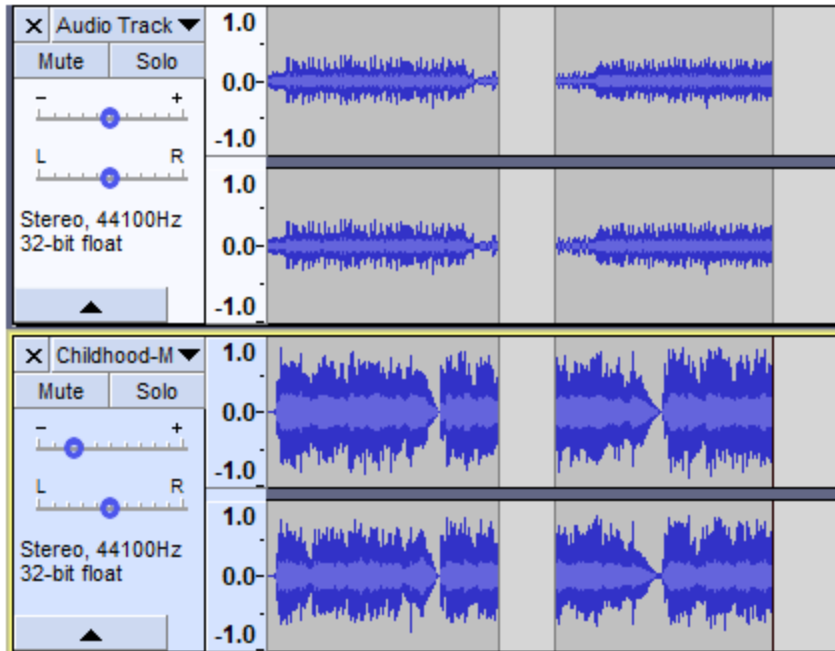 X Audio Track ▼
Mute Solo
- +
L R
Stereo, 44100Hz
32-bit float
▲
1.0
0.0-
-1.0
1.0
0.0-
-1.0
X Childhood-M ▼
Mute Solo
- +
L R
Stereo, 44100Hz
32-bit float
▲
1.0
0.0-
-1.0
1.0
0.0-
-1.0